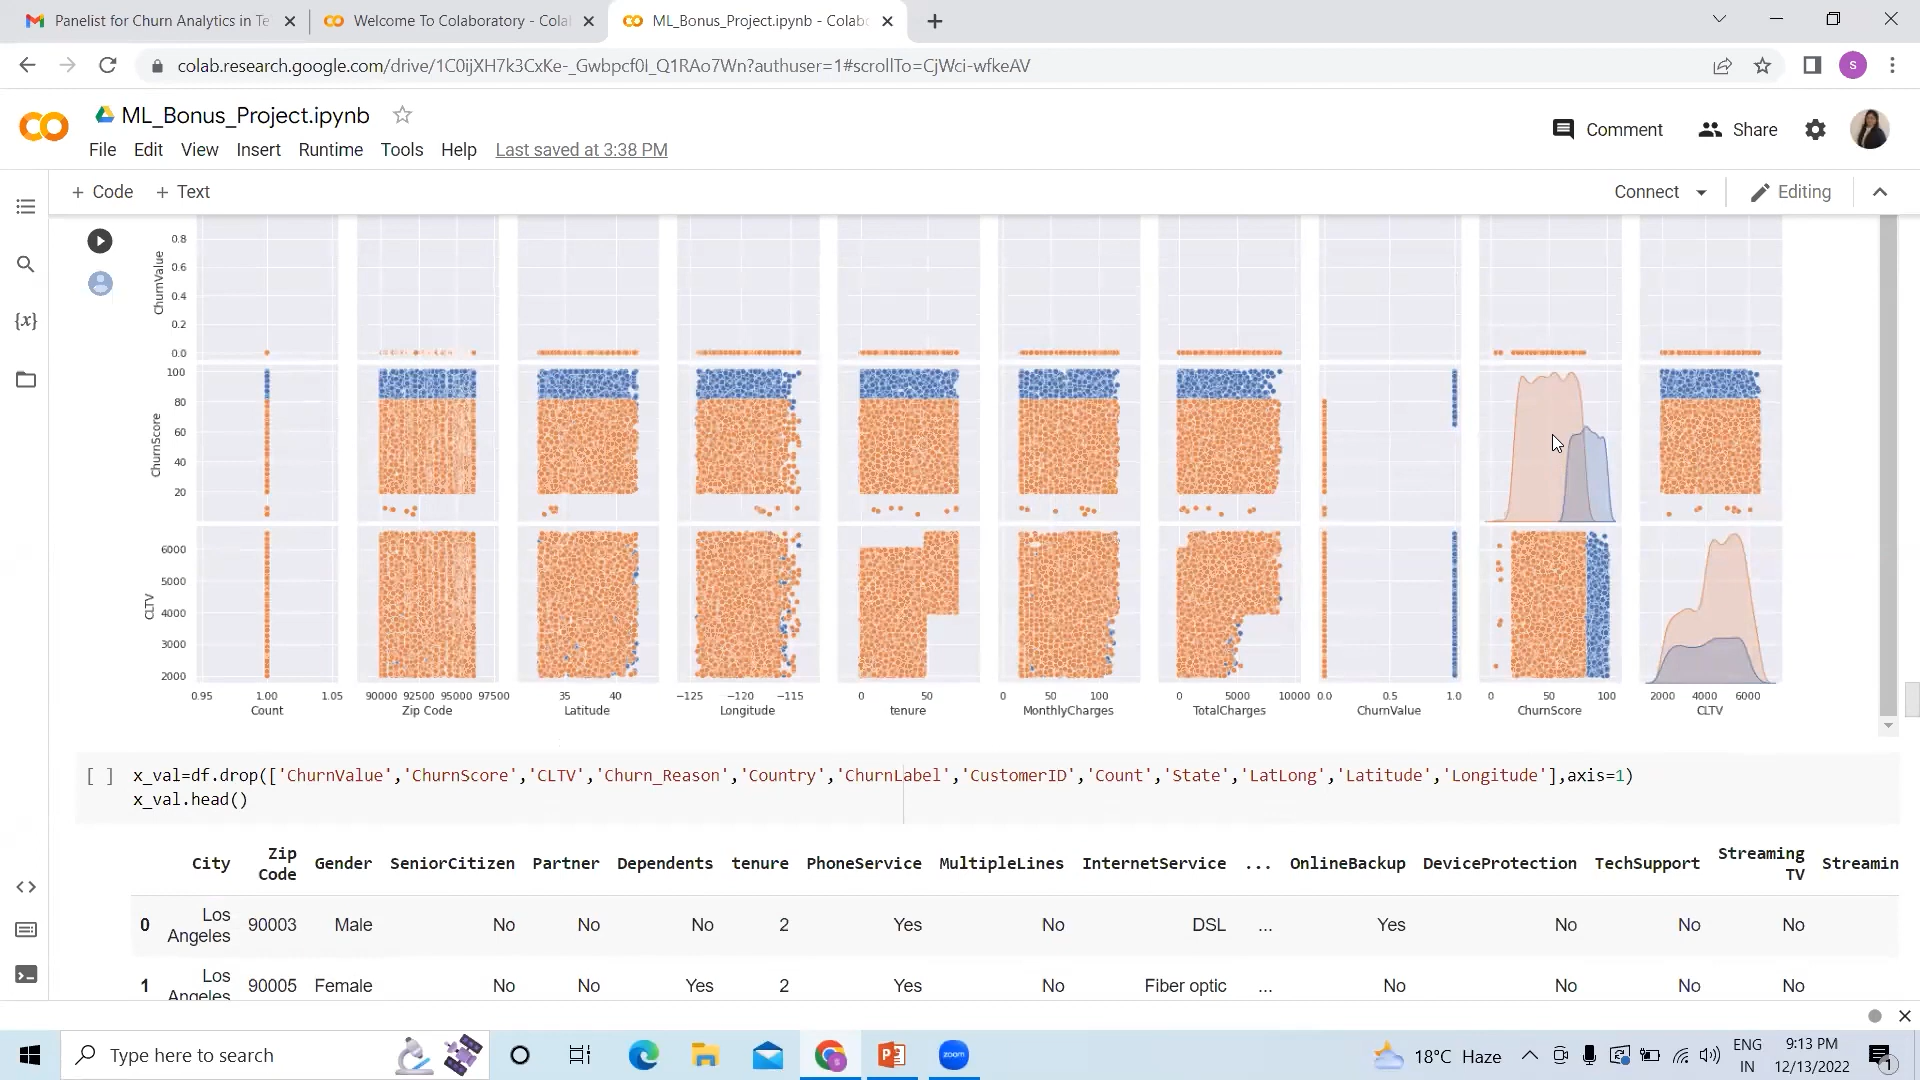 Panelist for Churn Analytics in Te
Welcome To Colaboratory - Cola
ML_Bonus_Project.ipynb - Colab
colab.research.google.com/drive/1C0ijXH7k3CxKe-_Gwbpcf0I_Q1RAo7Wn?authuser=1#scrollTo=CjWci-wfkeAV
S
ML_Bonus_Project.ipynb
Comment
Share
File Edit View Insert Runtime Tools Help Last saved at 3:38 PM
+ Code + Text
Connect
Editing
{x}
ChurnValue
0.8
0.6
0.4
0.2
0.0
ChurnScore
100
80
60
40
20
CLTV
6000
5000
4000
3000
2000
0.95 1.00 1.05 90000 92500 95000 97500 35 40 −125 −120 −115 0 50 0 50 100 0 5000 10000 0.0 0.5 1.0 0 50 100 2000 4000 6000
Count Zip Code Latitude Longitude tenure MonthlyCharges TotalCharges ChurnValue ChurnScore CLTV
[ ] x_val=df.drop(['ChurnValue','ChurnScore','CLTV','Churn_Reason','Country','ChurnLabel','CustomerID','Count','State','LatLong','Latitude','Longitude'],axis=1)
x_val.head()
City Zip Code Gender SeniorCitizen Partner Dependents tenure PhoneService MultipleLines InternetService ... OnlineBackup DeviceProtection TechSupport Streaming TV Streamin
0 Los Angeles 90003 Male No No No 2 Yes No DSL ... Yes No No No
1 Los Angeles 90005 Female No No Yes 2 Yes No Fiber optic ... No No No No
Type here to search
zoom
18°C Haze
ENG
IN
9:13 PM
12/13/2022
1